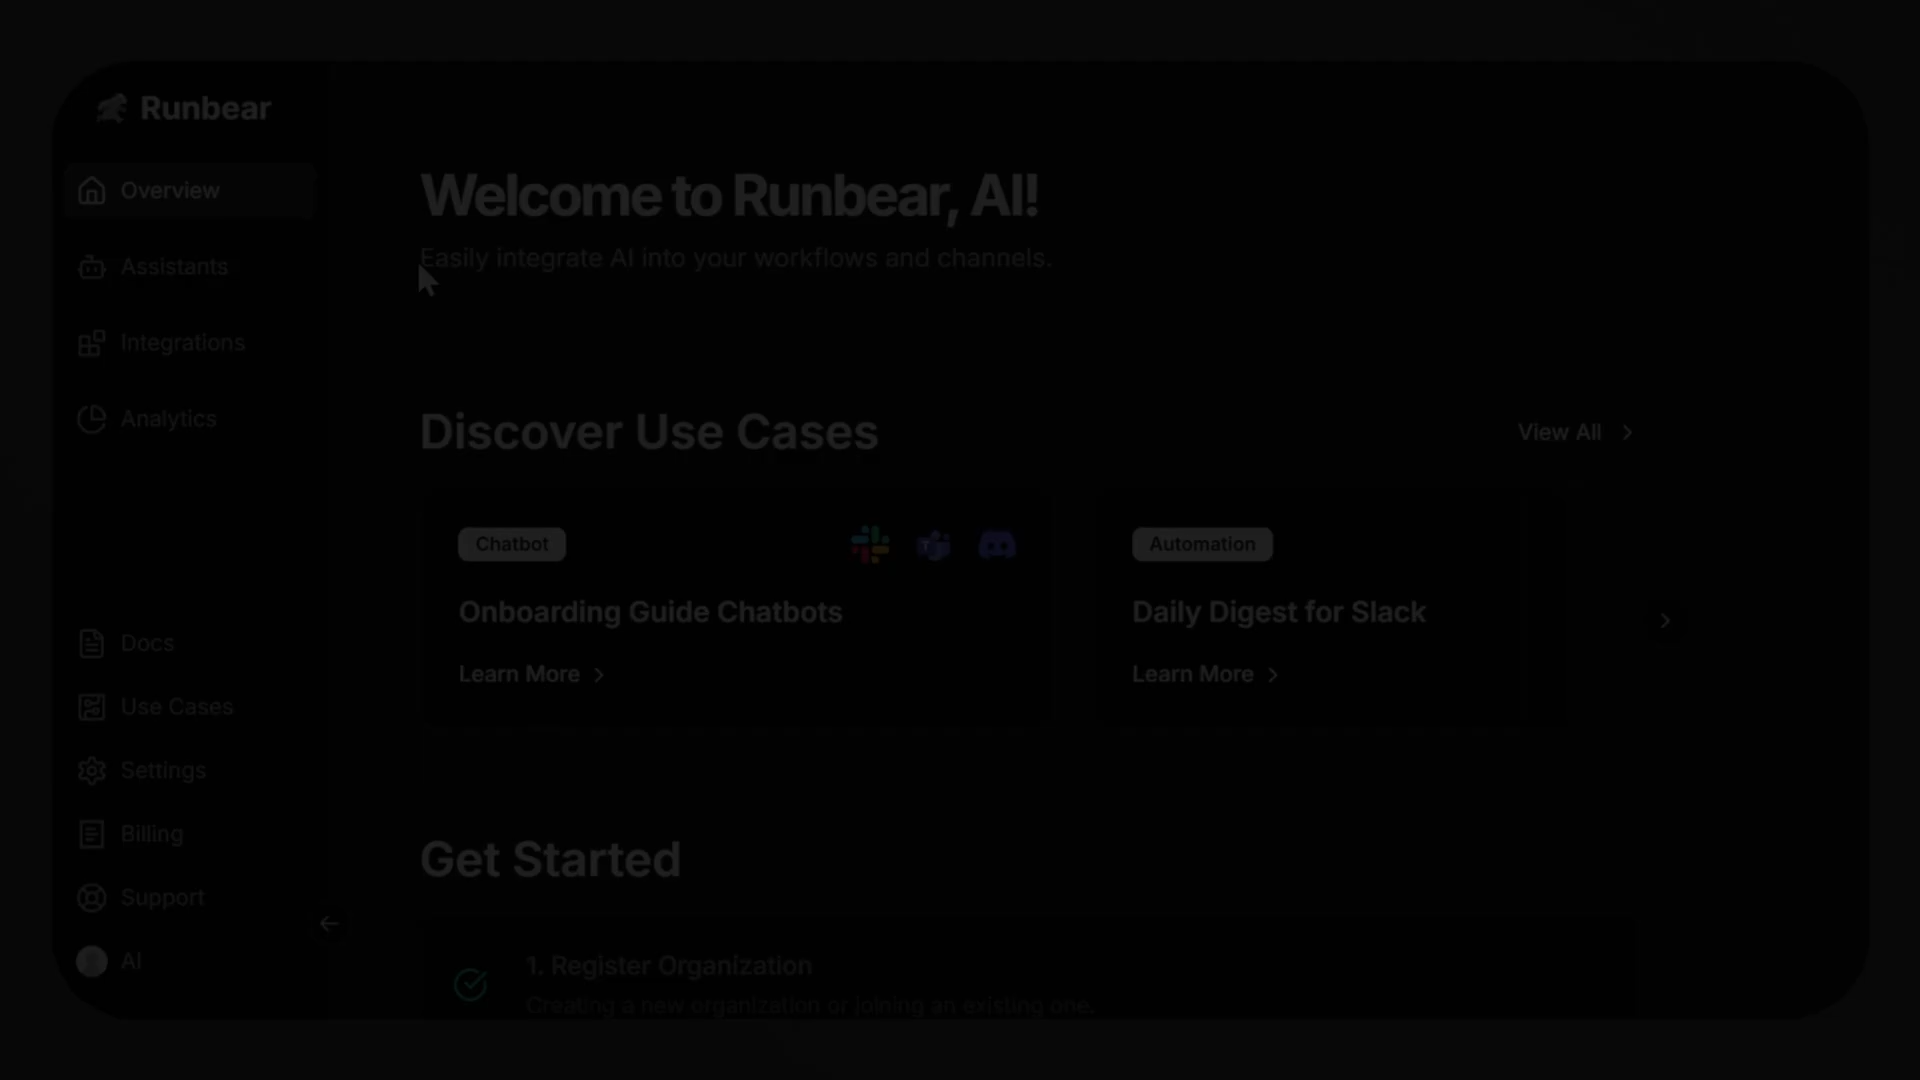 Runbear
Overview
Assistants
Integrations
Analytics
Docs
Use Cases
Settings
Billing
Support
AI
Welcome to Runbear, AI!
Easily integrate AI into your workflows and channels.
Discover Use Cases
View All
Chatbot
Onboarding Guide Chatbots
Learn More
Automation
Daily Digest for Slack
Learn More
Get Started
1. Register Organization
Creating a new organization or joining an existing one.